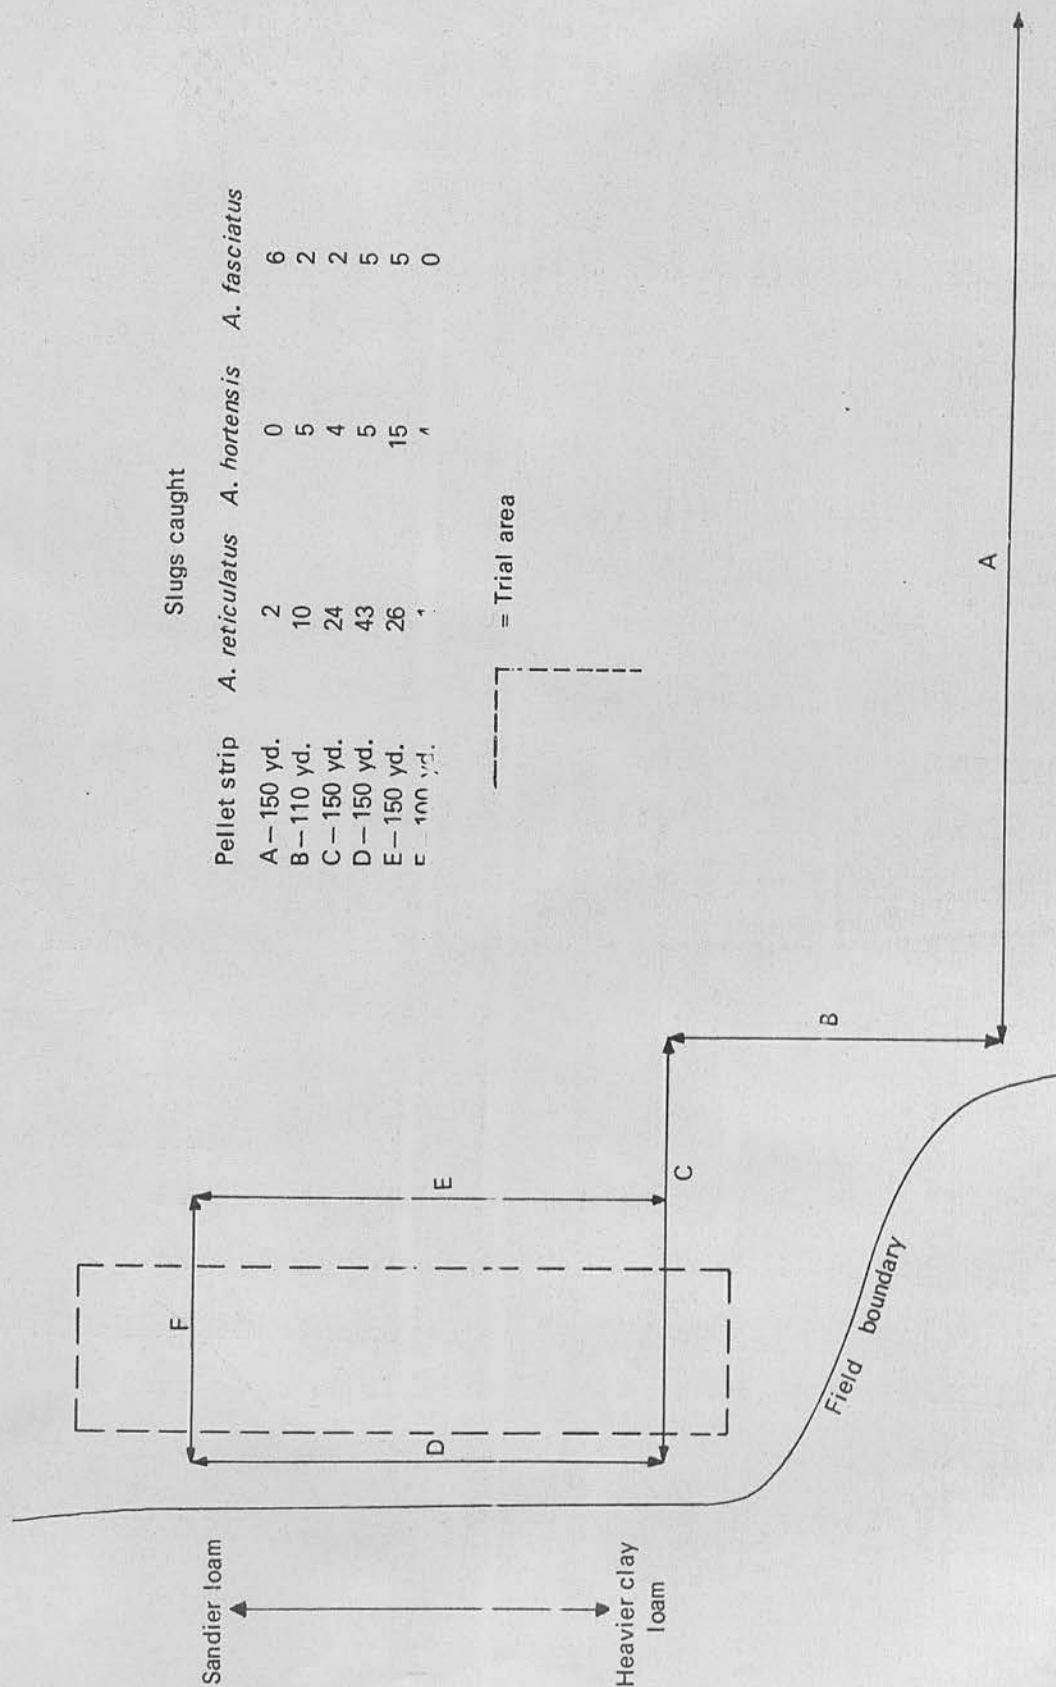 Slugs caught
Pellet strip A. reticulatus A. hortensis A. fasciatus
A–150 yd. 2 0 6
B–110 yd. 10 5 2
C–150 yd. 24 4 2
D–150 yd. 43 5 5
E–150 yd. 26 15 5
100 yd. 0
= Trial area
Sandier loam
Heavier clay
loam
F
D
E
C
B
A
Field boundary